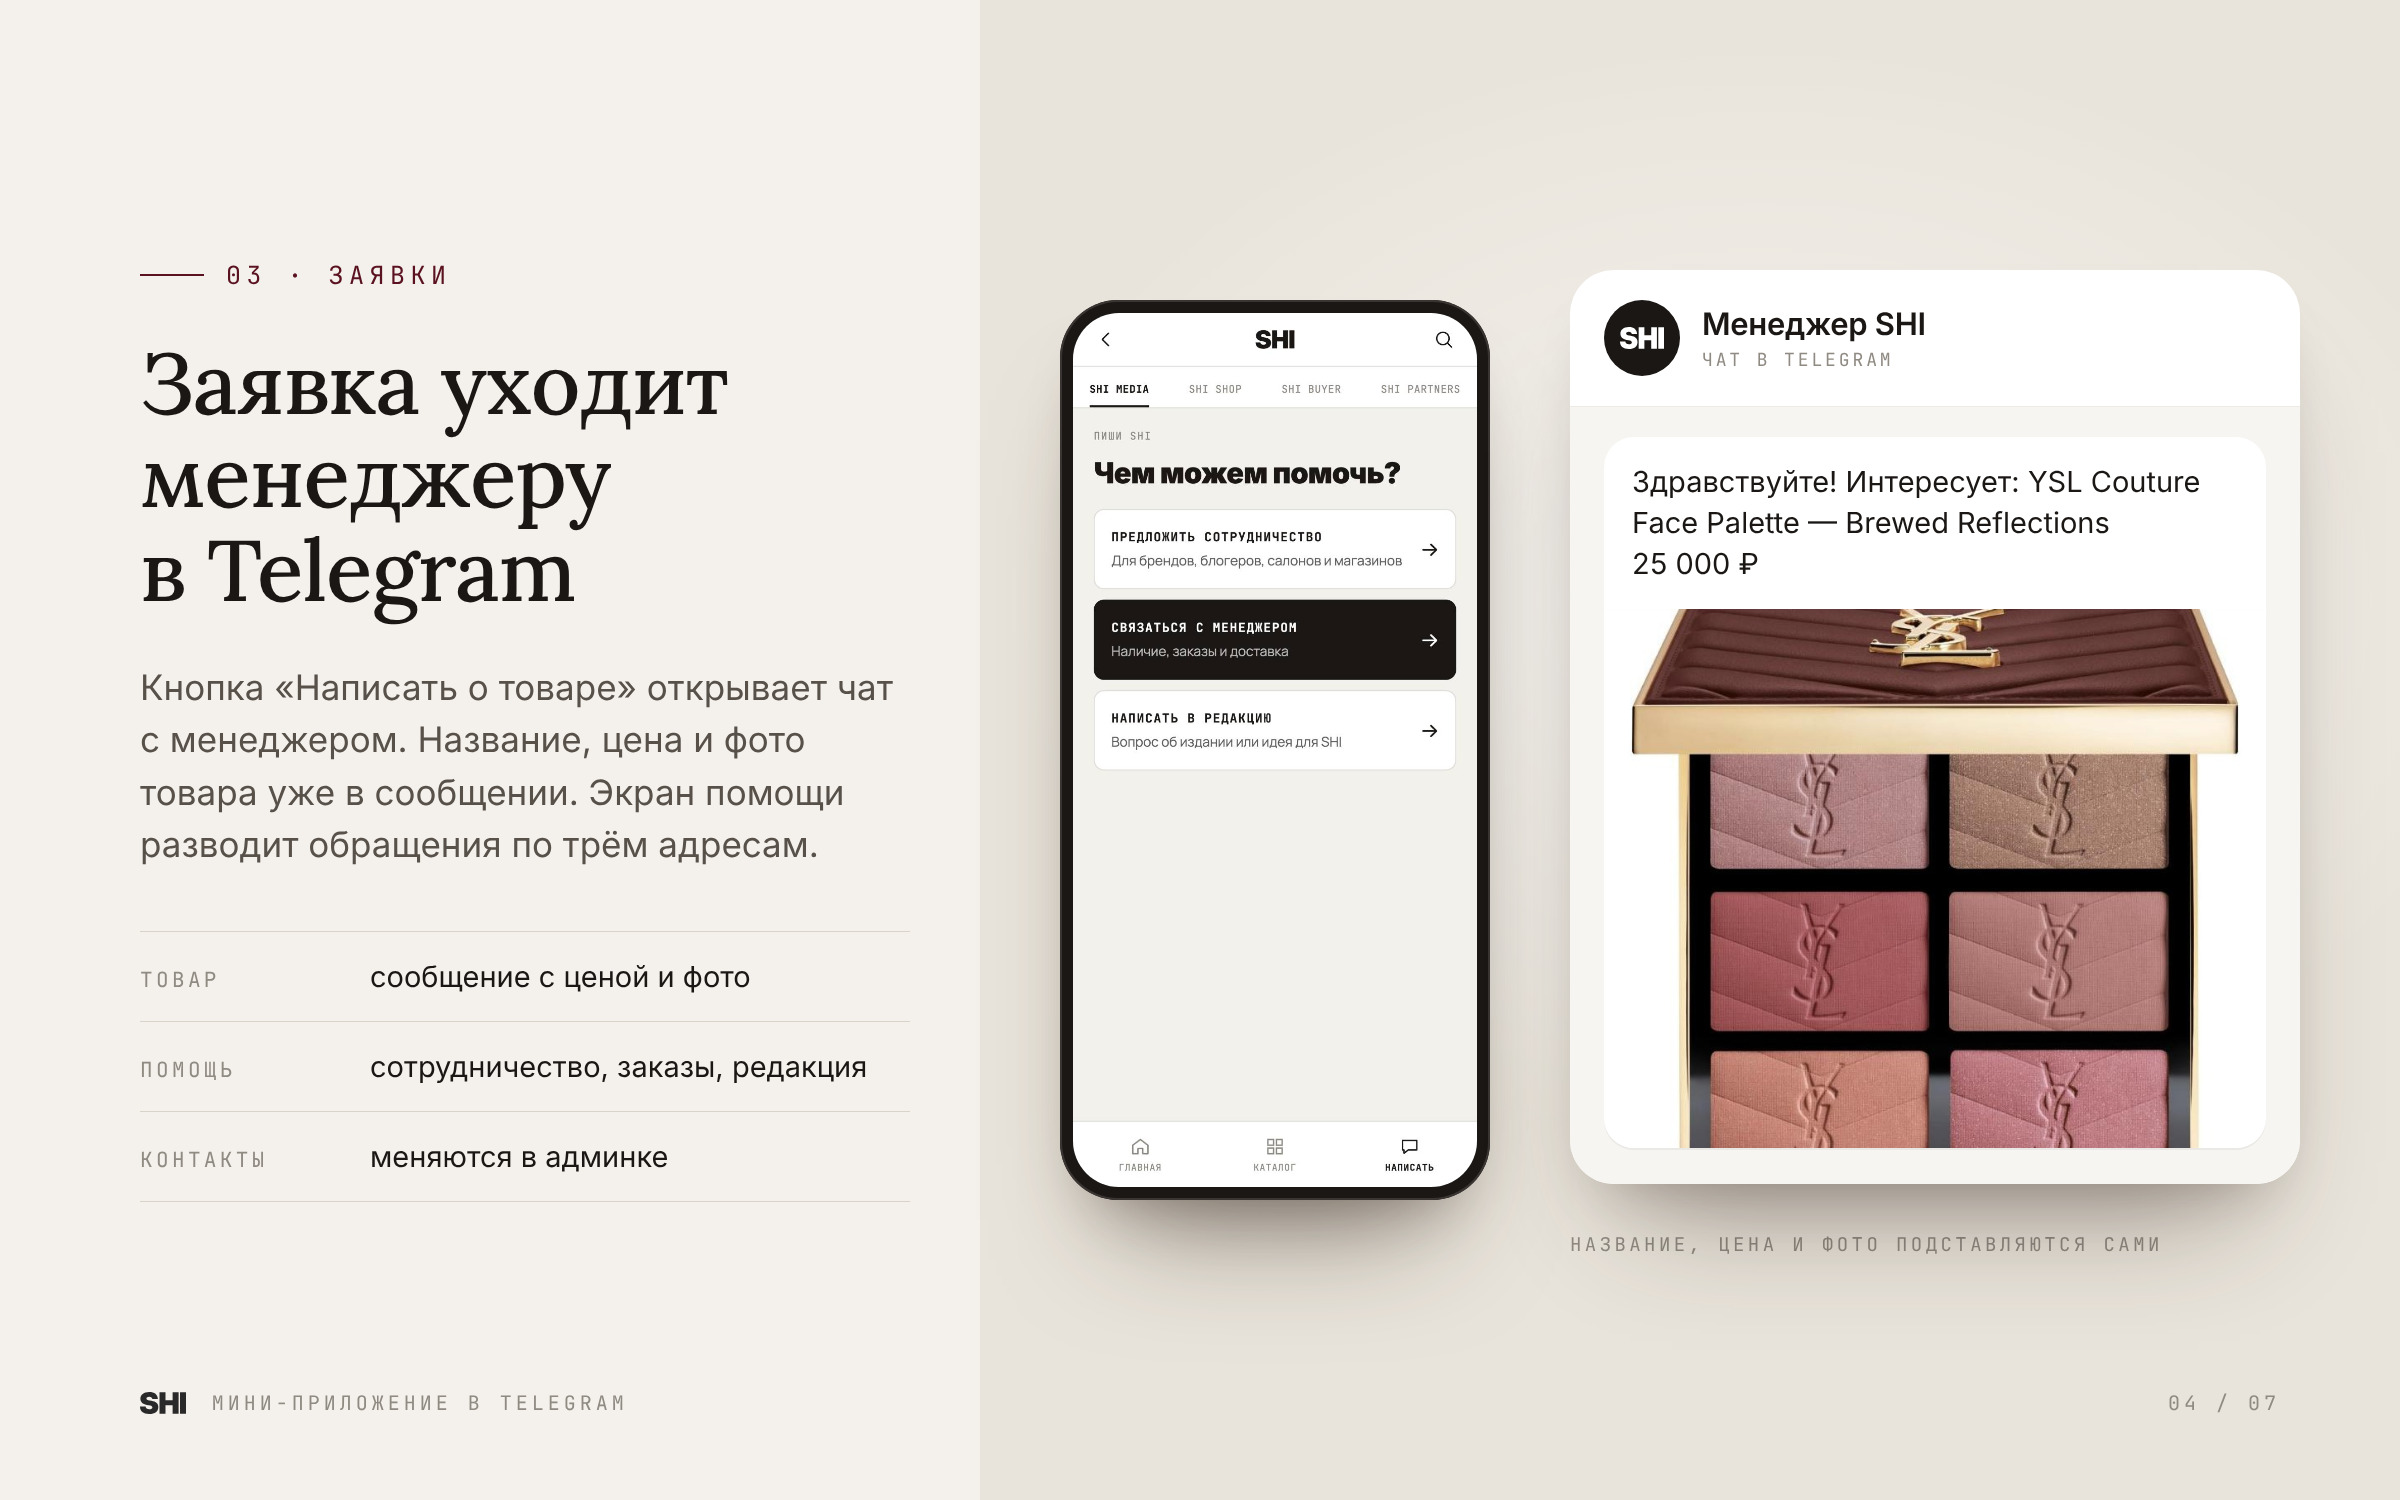 03 · ЗАЯВКИ
Заявка уходит
менеджеру
в Telegram
Кнопка «Написать о товаре» открывает чат
с менеджером. Название, цена и фото
товара уже в сообщении. Экран помощи
разводит обращения по трём адресам.
ТОВАР сообщение с ценой и фото
ПОМОЩЬ сотрудничество, заказы, редакция
КОНТАКТЫ меняются в админке
SHI МИНИ-ПРИЛОЖЕНИЕ В TELEGRAM
SHI
SHI MEDIA SHI SHOP SHI BUYER SHI PARTNERS
ПИШИ SHI
Чем можем помочь?
ПРЕДЛОЖИТЬ СОТРУДНИЧЕСТВО
Для брендов, блогеров, салонов и магазинов
СВЯЗАТЬСЯ С МЕНЕДЖЕРОМ
Наличие, заказы и доставка
НАПИСАТЬ В РЕДАКЦИЮ
Вопрос об издании или идея для SHI
ГЛАВНАЯ КАТАЛОГ НАПИСАТЬ
SHI
Менеджер SHI
ЧАТ В TELEGRAM
Здравствуйте! Интересует: YSL Couture
Face Palette — Brewed Reflections
25 000 ₽
НАЗВАНИЕ, ЦЕНА И ФОТО ПОДСТАВЛЯЮТСЯ САМИ
04 / 07